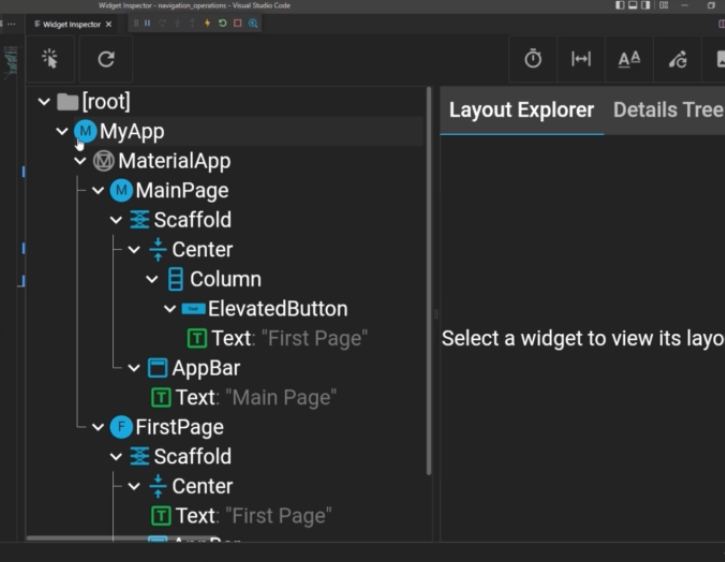 Widget Inspector - navigation_operations - Visual Studio Code
Widget Inspector
[root]
M MyApp
MaterialApp
M MainPage
Scaffold
Center
Column
ElevatedButton
T Text: "First Page"
AppBar
T Text: "Main Page"
F FirstPage
Scaffold
Center
T Text: "First Page"
AppBar
AA
Layout Explorer Details Tree
Select a widget to view its layo